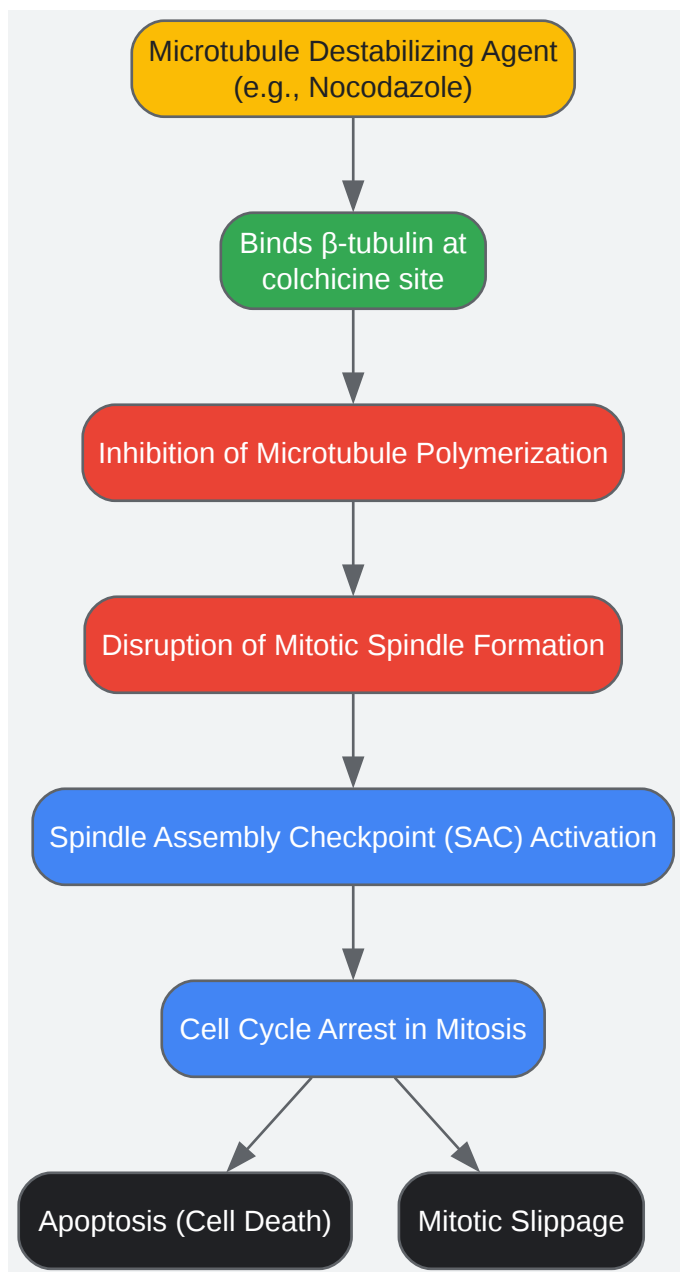 Microtubule Destabilizing Agent
(e.g., Nocodazole)
Binds β-tubulin at
colchicine site
Inhibition of Microtubule Polymerization
Disruption of Mitotic Spindle Formation
Spindle Assembly Checkpoint (SAC) Activation
Cell Cycle Arrest in Mitosis
Apoptosis (Cell Death)
Mitotic Slippage